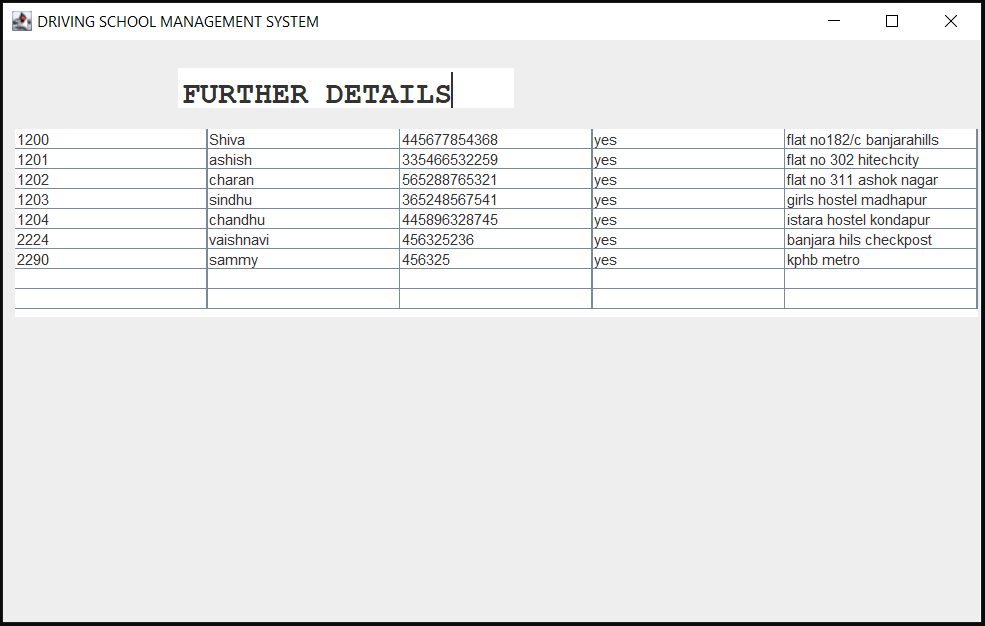 DRIVING SCHOOL MANAGEMENT SYSTEM
FURTHER DETAILS
1200 Shiva 445677854368 yes flat no182/c banjarahills
1201 ashish 335466532259 yes flat no 302 hitechcity
1202 charan 565288765321 yes flat no 311 ashok nagar
1203 sindhu 365248567541 yes girls hostel madhapur
1204 chandhu 445896328745 yes istara hostel kondapur
2224 vaishnavi 456325236 yes banjara hils checkpost
2290 sammy 456325 yes kphb metro